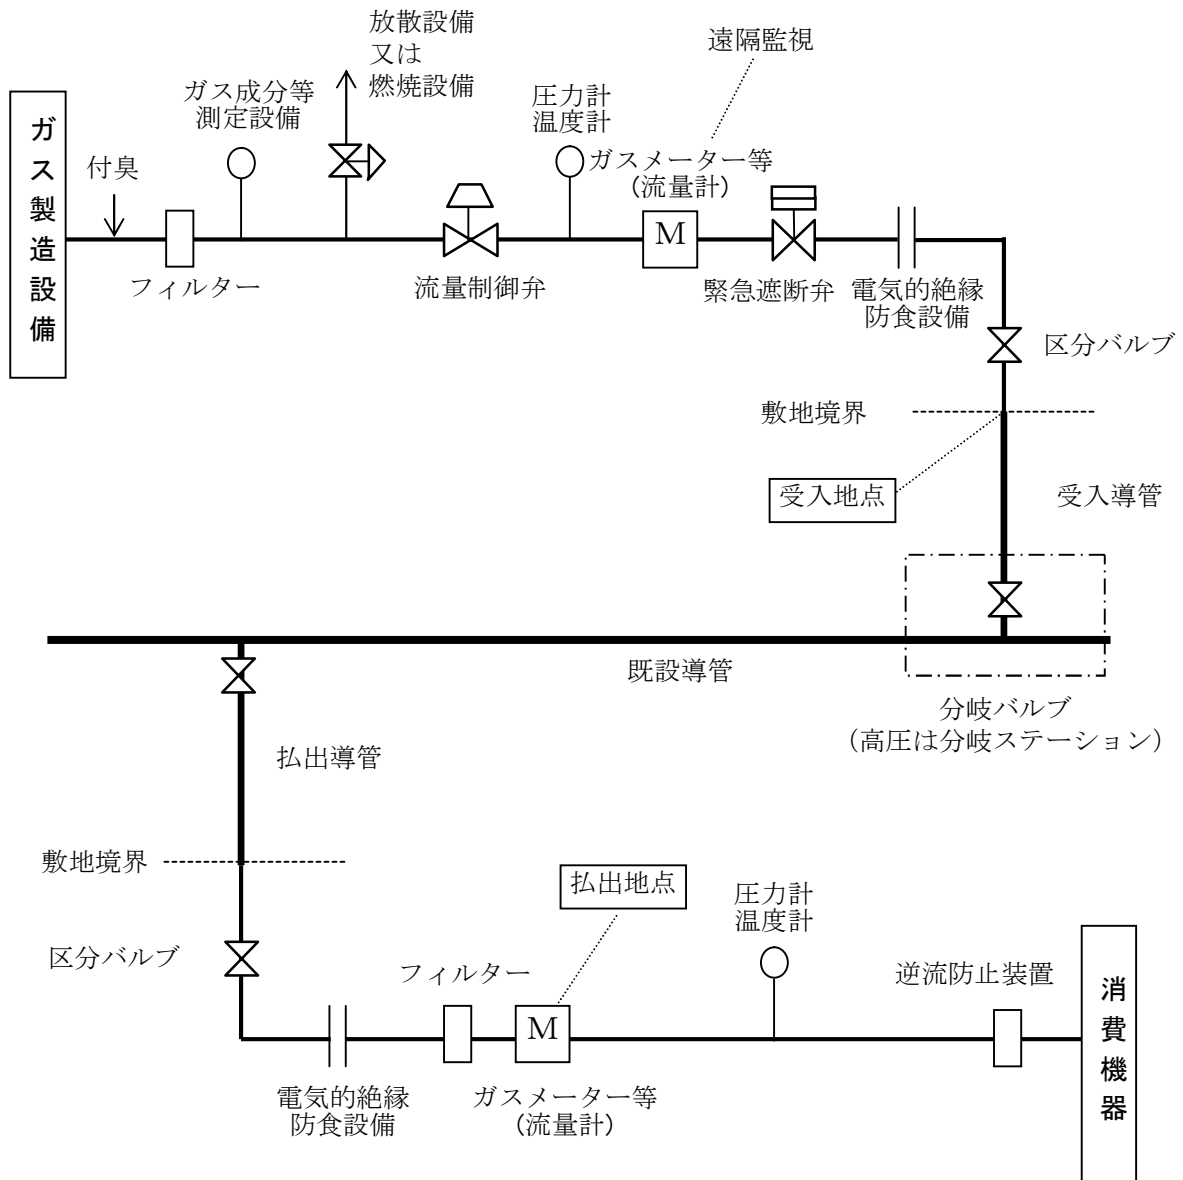 放散設備
又は
燃焼設備
遠隔監視
ガス成分等
測定設備
圧力計
温度計
ガス製造設備
付臭
ガスメーター等
(流量計)
M
フィルター
流量制御弁
緊急遮断弁
電気的絶縁
防食設備
区分バルブ
敷地境界
受入地点
受入導管
既設導管
分岐バルブ
（高圧は分岐ステーション）
払出導管
敷地境界
払出地点
圧力計
温度計
区分バルブ
フィルター
逆流防止装置
消費機器
M
電気的絶縁
防食設備
ガスメーター等
(流量計)